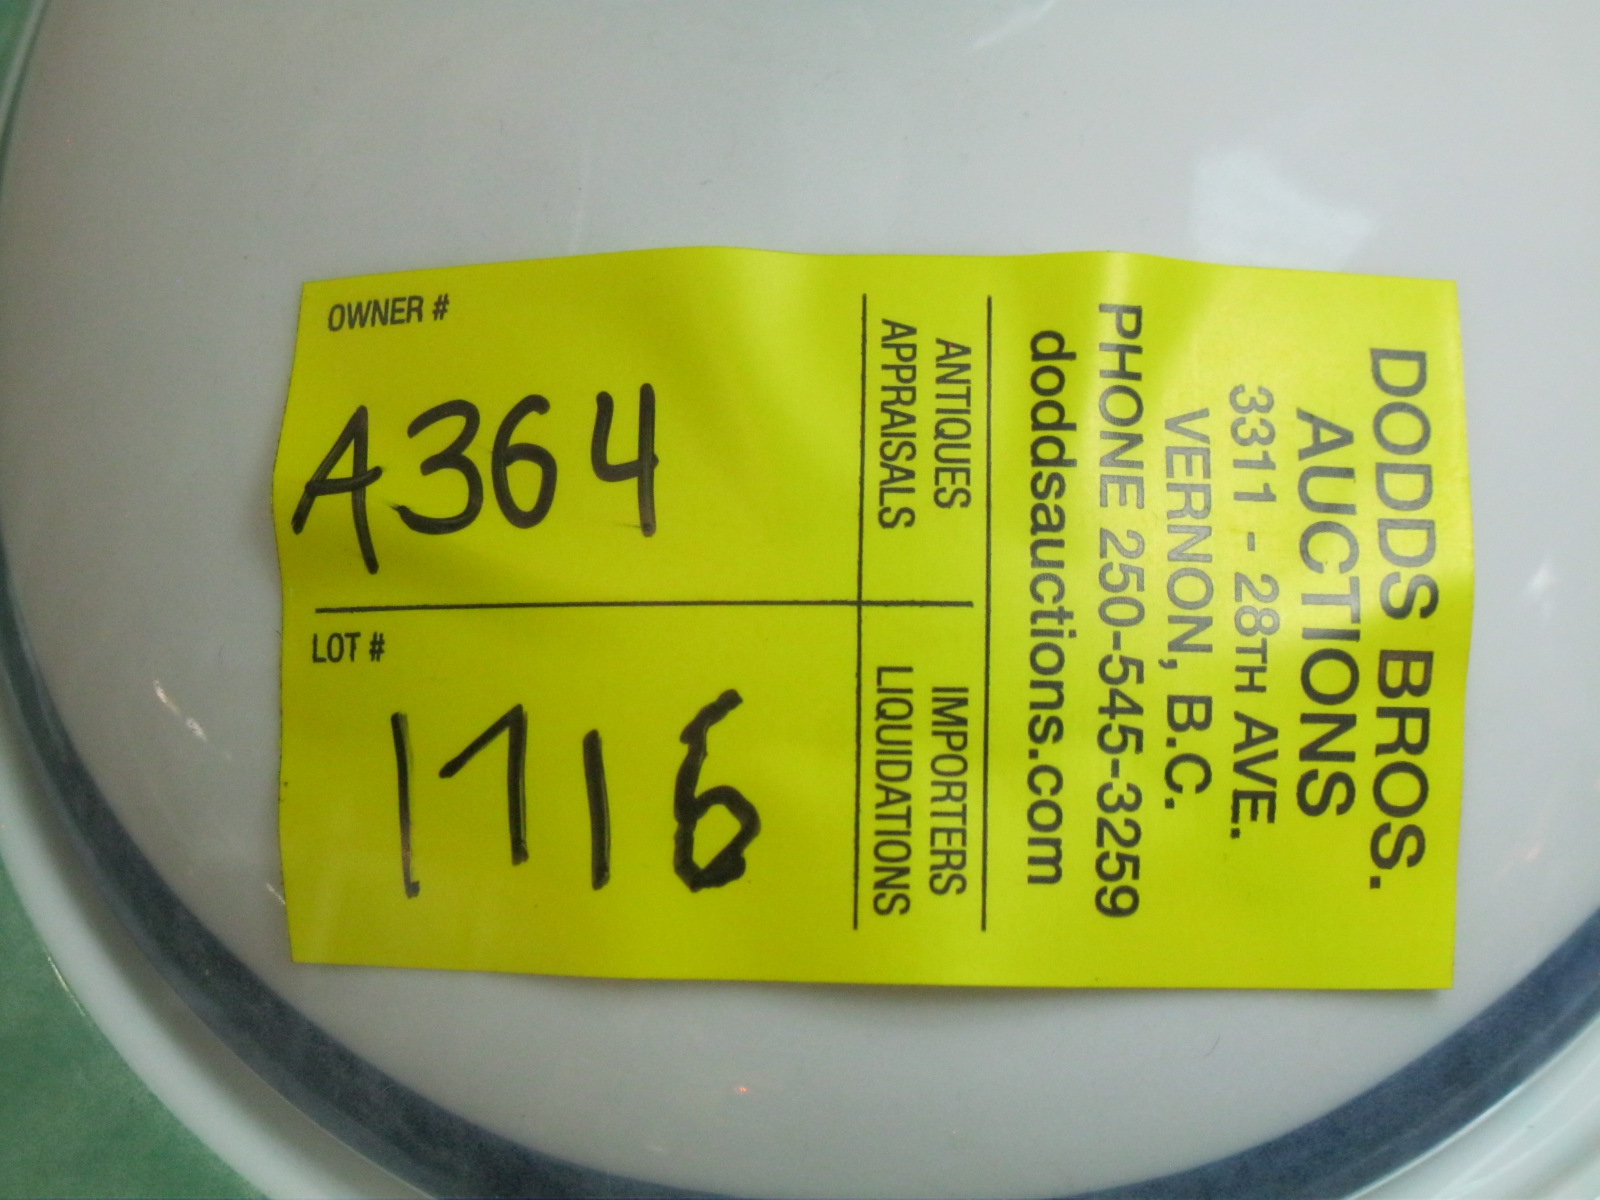 DODDS BROS.
AUCTIONS
3311 - 28TH AVE.
VERNON, B.C.
PHONE 250-545-3259
doddsauctions.com
ANTIQUES
APPRAISALS
IMPORTERS
LIQUIDATIONS
OWNER #
A364
LOT #
1716